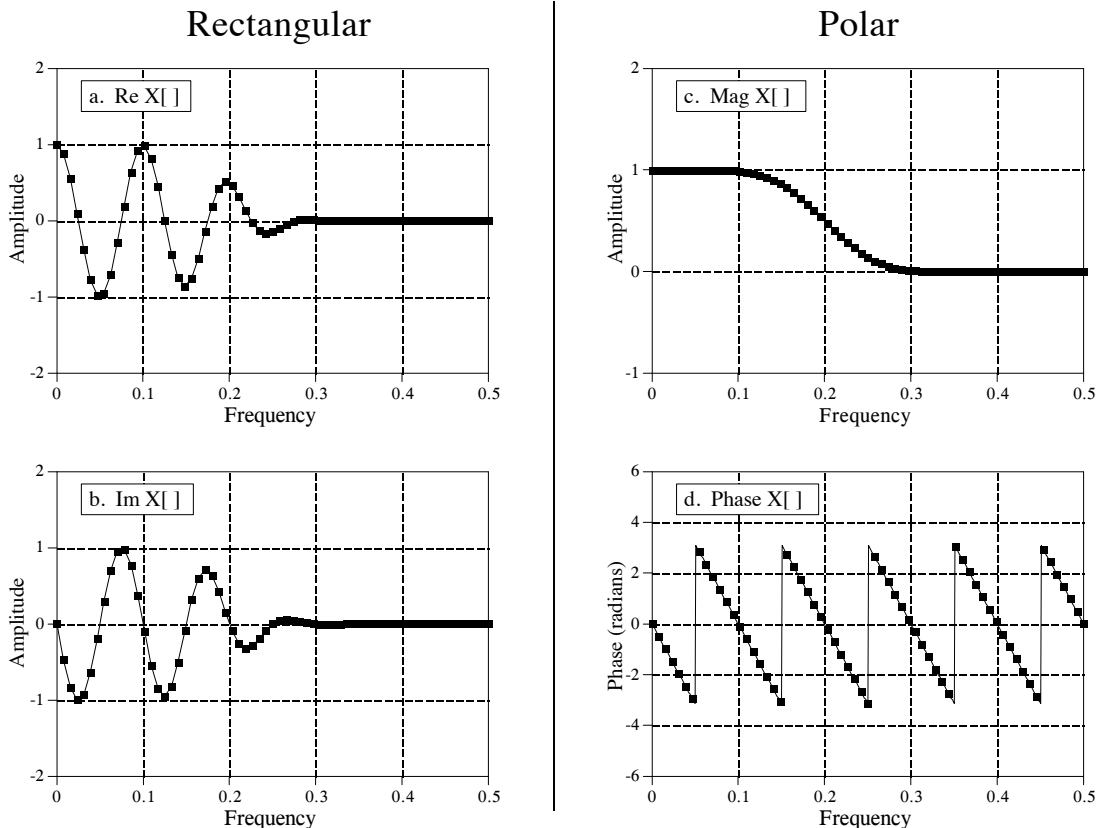 Rectangular
Polar
a. Re X[ ]
2
1
0
-1
-2
Amplitude
0 0.1 0.2 0.3 0.4 0.5
Frequency
c. Mag X[ ]
2
1
0
-1
Amplitude
0 0.1 0.2 0.3 0.4 0.5
Frequency
b. Im X[ ]
2
1
0
-1
-2
Amplitude
0 0.1 0.2 0.3 0.4 0.5
Frequency
d. Phase X[ ]
6
4
2
0
-2
-4
-6
Phase (radians)
0 0.1 0.2 0.3 0.4 0.5
Frequency